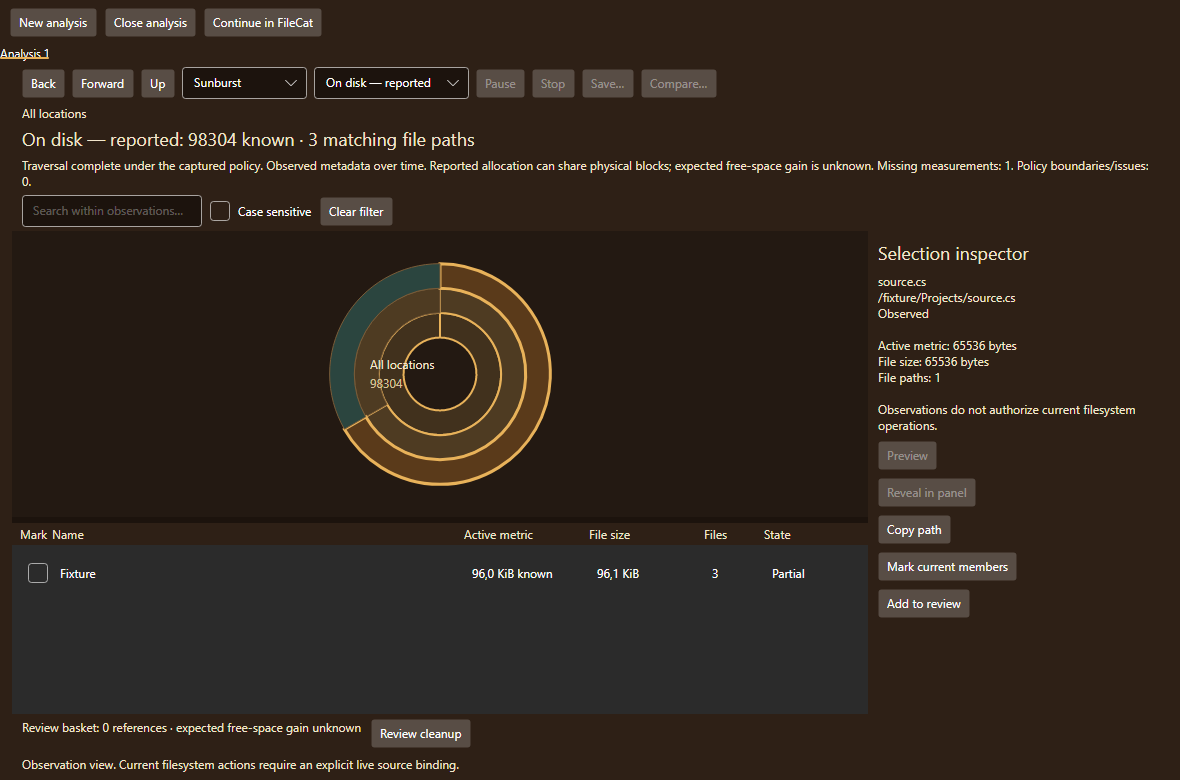 New analysis Close analysis Continue in FileCat
Analysis 1
Back Forward Up Sunburst On disk — reported Pause Stop Save... Compare...
All locations
On disk — reported: 98304 known · 3 matching file paths
Traversal complete under the captured policy. Observed metadata over time. Reported allocation can share physical blocks; expected free-space gain is unknown. Missing measurements: 1. Policy boundaries/issues:
0.
Search within observations... Case sensitive Clear filter
All locations
98304
Selection inspector
source.cs
/fixture/Projects/source.cs
Observed
Active metric: 65536 bytes
File size: 65536 bytes
File paths: 1
Observations do not authorize current filesystem
operations.
Preview
Reveal in panel
Copy path
Mark current members
Add to review
Mark Name Active metric File size Files State
Fixture 96,0 KiB known 96,1 KiB 3 Partial
Review basket: 0 references · expected free-space gain unknown Review cleanup
Observation view. Current filesystem actions require an explicit live source binding.